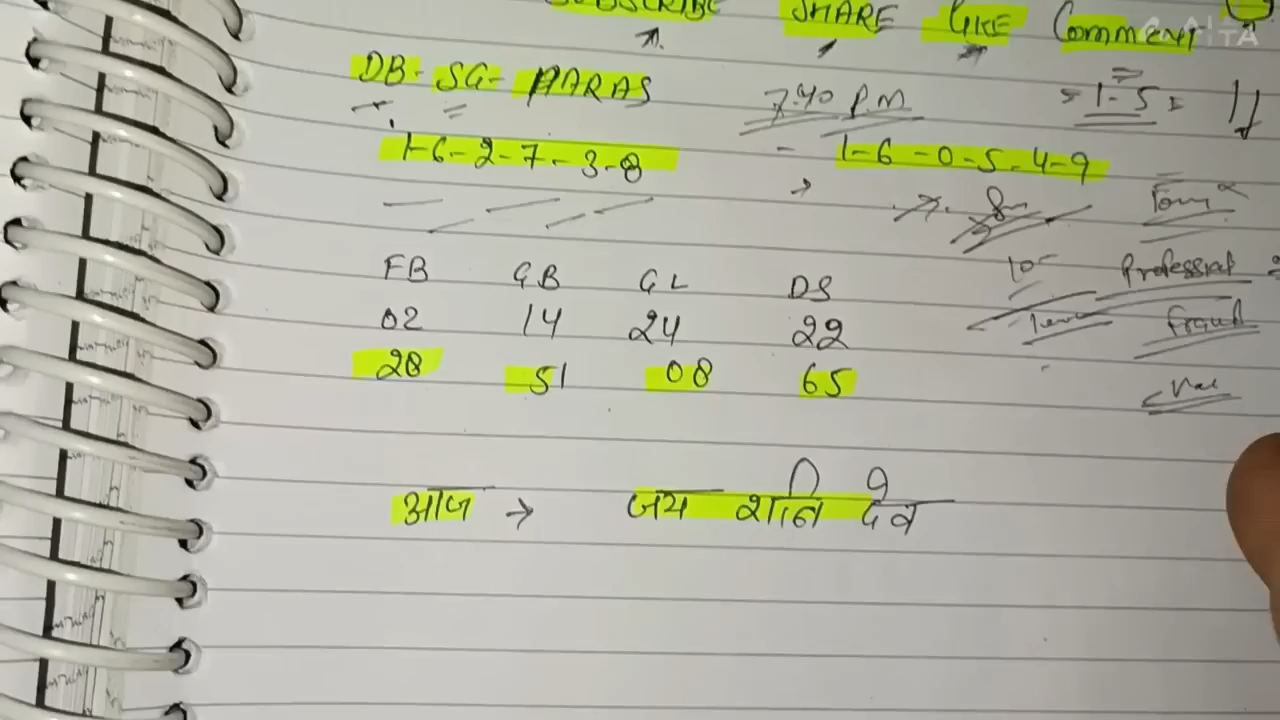 SUBSCRIBE SHARE LIKE Comment
DB- SG- PARAS 7.40 P.M 1-5
1-6-2-7-3-8 - 1-6-0-5-4-9
FB GB GL DS
02 14 24 22
28 51 08 65
Fraud
आज → जय शनि देव